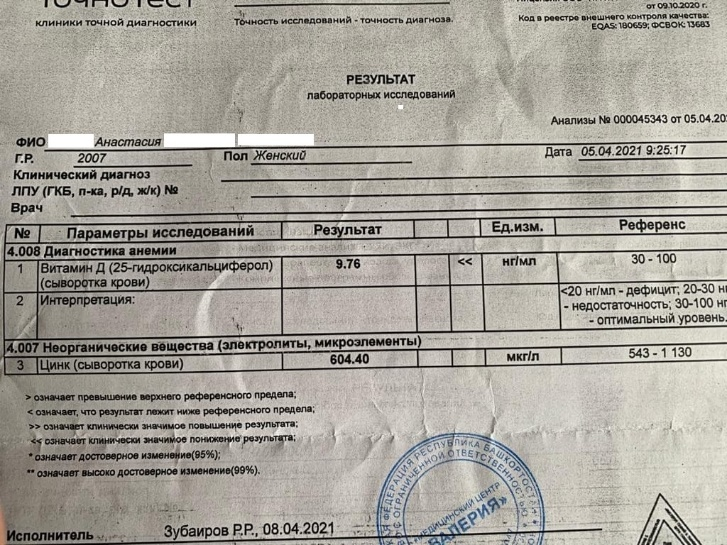 ТОЧНОТЕСТ
клиники точной диагностики
Точность исследований - точность диагноза.
от 09.10.2020 г.
Код в реестре внешнего контроля качества:
EQAS: 180659; ФСВОК: 13683
РЕЗУЛЬТАТ
лабораторных исследований
Анализы № 000045343 от 05.04.202
ФИО Анастасия
Г.Р. 2007 Пол Женский Дата 05.04.2021 9:25:17
Клинический диагноз
ЛПУ (ГКБ, п-ка, р/д, ж/к) №
Врач
№ Параметры исследований Результат Ед.изм. Референс
4.008 Диагностика анемии
1 Витамин Д (25-гидроксикальциферол) 9.76 << нг/мл 30 - 100
(сыворотка крови)
2 Интерпретация: <20 нг/мл - дефицит; 20-30 нг
- недостаточность; 30-100 нг
- оптимальный уровень.
4.007 Неорганические вещества (электролиты, микроэлементы)
3 Цинк (сыворотка крови) 604.40 мкг/л 543 - 1 130
> означает превышение верхнего референсного предела;
< означает, что результат лежит ниже референсного предела;
>> означает клинически значимое повышение результата;
<< означает клинически значимое понижение результата;
* означает достоверное изменение(95%);
** означает высоко достоверное изменение(99%).
Исполнитель Зубаиров Р.Р., 08.04.2021
ФЕДЕРАЦИЯ РЕСПУБЛИКА БАШКОРТОСТАН
С ОГРАНИЧЕННОЙ ОТВЕТСТВЕННОСТЬЮ
«МЕДИЦИНСКИЙ ЦЕНТР
ВАЛЕРИЯ»